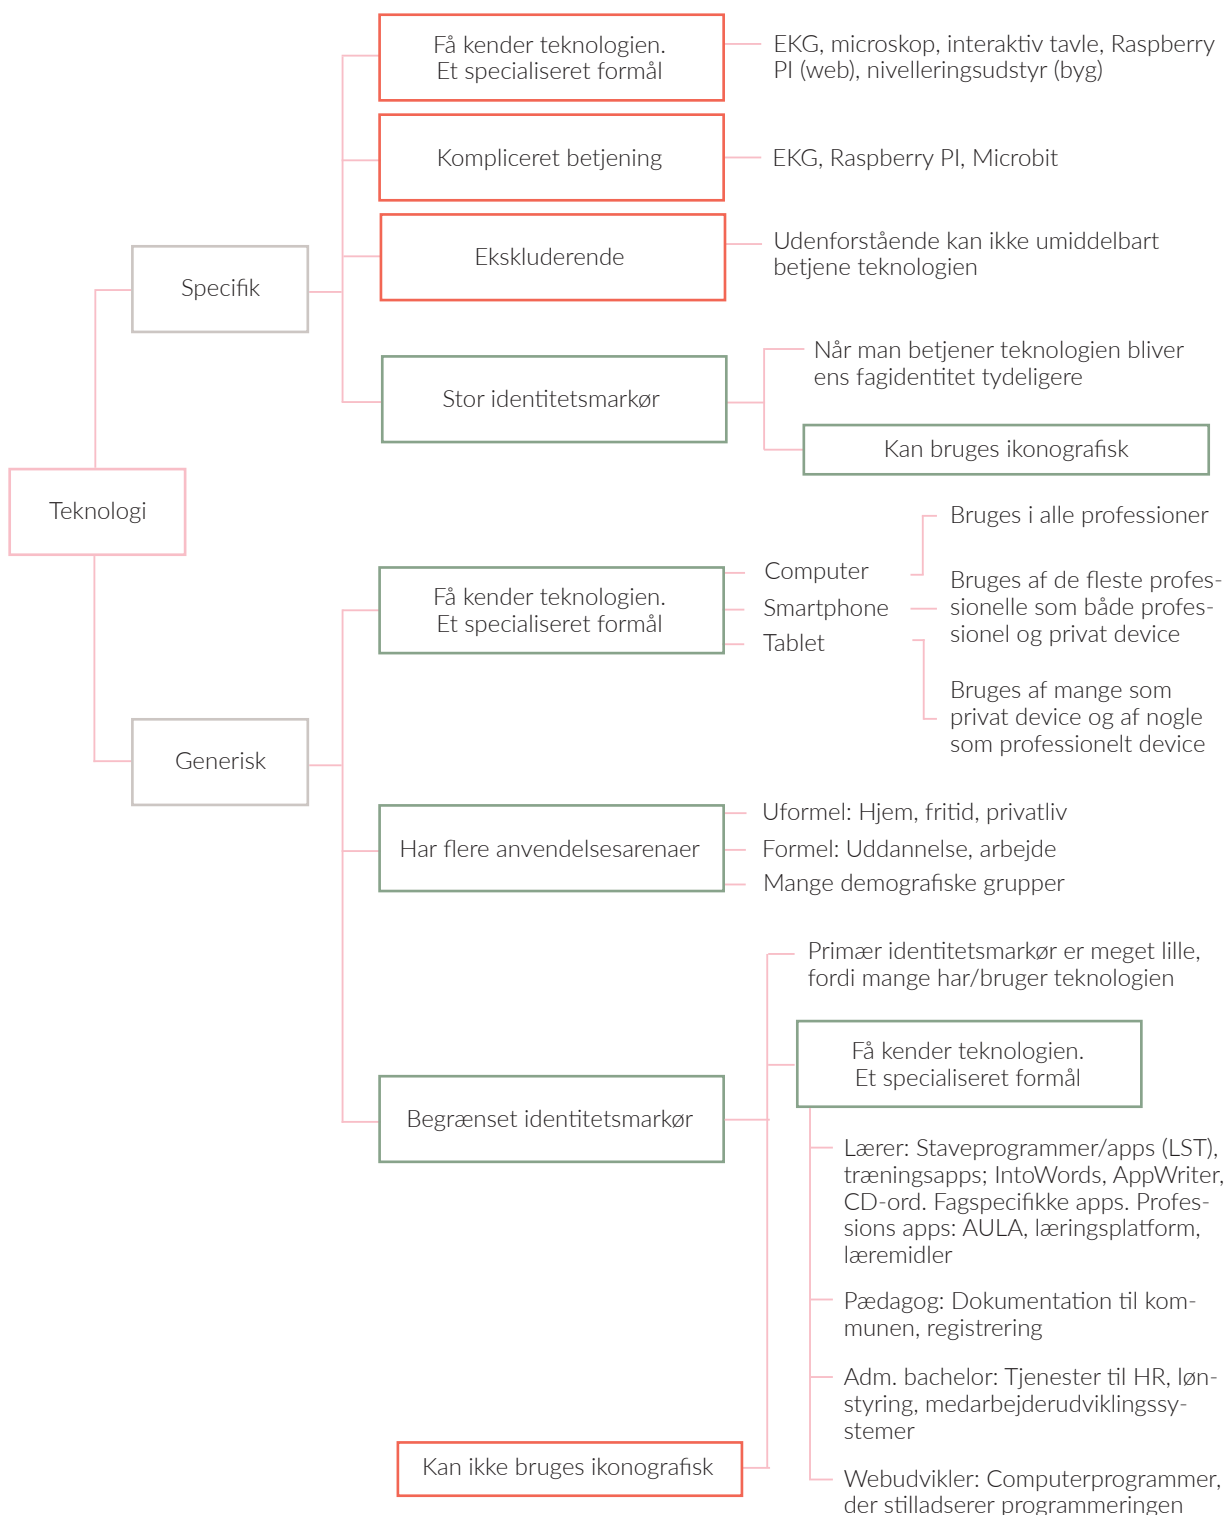 Få kender teknologien.
Et specialiseret formål
EKG, microskop, interaktiv tavle, Raspberry
PI (web), nivelleringsudstyr (byg)
Kompliceret betjening
EKG, Raspberry PI, Microbit
Ekskluderende
Udenforstående kan ikke umiddelbart
betjene teknologien
Specifik
Stor identitetsmarkør
Når man betjener teknologien bliver
ens fagidentitet tydeligere
Kan bruges ikonografisk
Teknologi
Generisk
Få kender teknologien.
Et specialiseret formål
Computer
Smartphone
Tablet
Bruges i alle professioner
Bruges af de fleste profes-
sionelle som både profes-
sionel og privat device
Bruges af mange som
privat device og af nogle
som professionelt device
Har flere anvendelsesarenaer
Uformel: Hjem, fritid, privatliv
Formel: Uddannelse, arbejde
Mange demografiske grupper
Begrænset identitetsmarkør
Primær identitetsmarkør er meget lille,
fordi mange har/bruger teknologien
Få kender teknologien.
Et specialiseret formål
Lærer: Staveprogrammer/apps (LST),
træningsapps; IntoWords, AppWriter,
CD-ord. Fagspecifikke apps. Profes-
sions apps: AULA, læringsplatform,
læremidler
Pædagog: Dokumentation til kom-
munen, registrering
Adm. bachelor: Tjenester til HR, løn-
styring, medarbejderudviklingssy-
stemer
Webudvikler: Computerprogrammer,
der stilladserer programmeringen
Kan ikke bruges ikonografisk